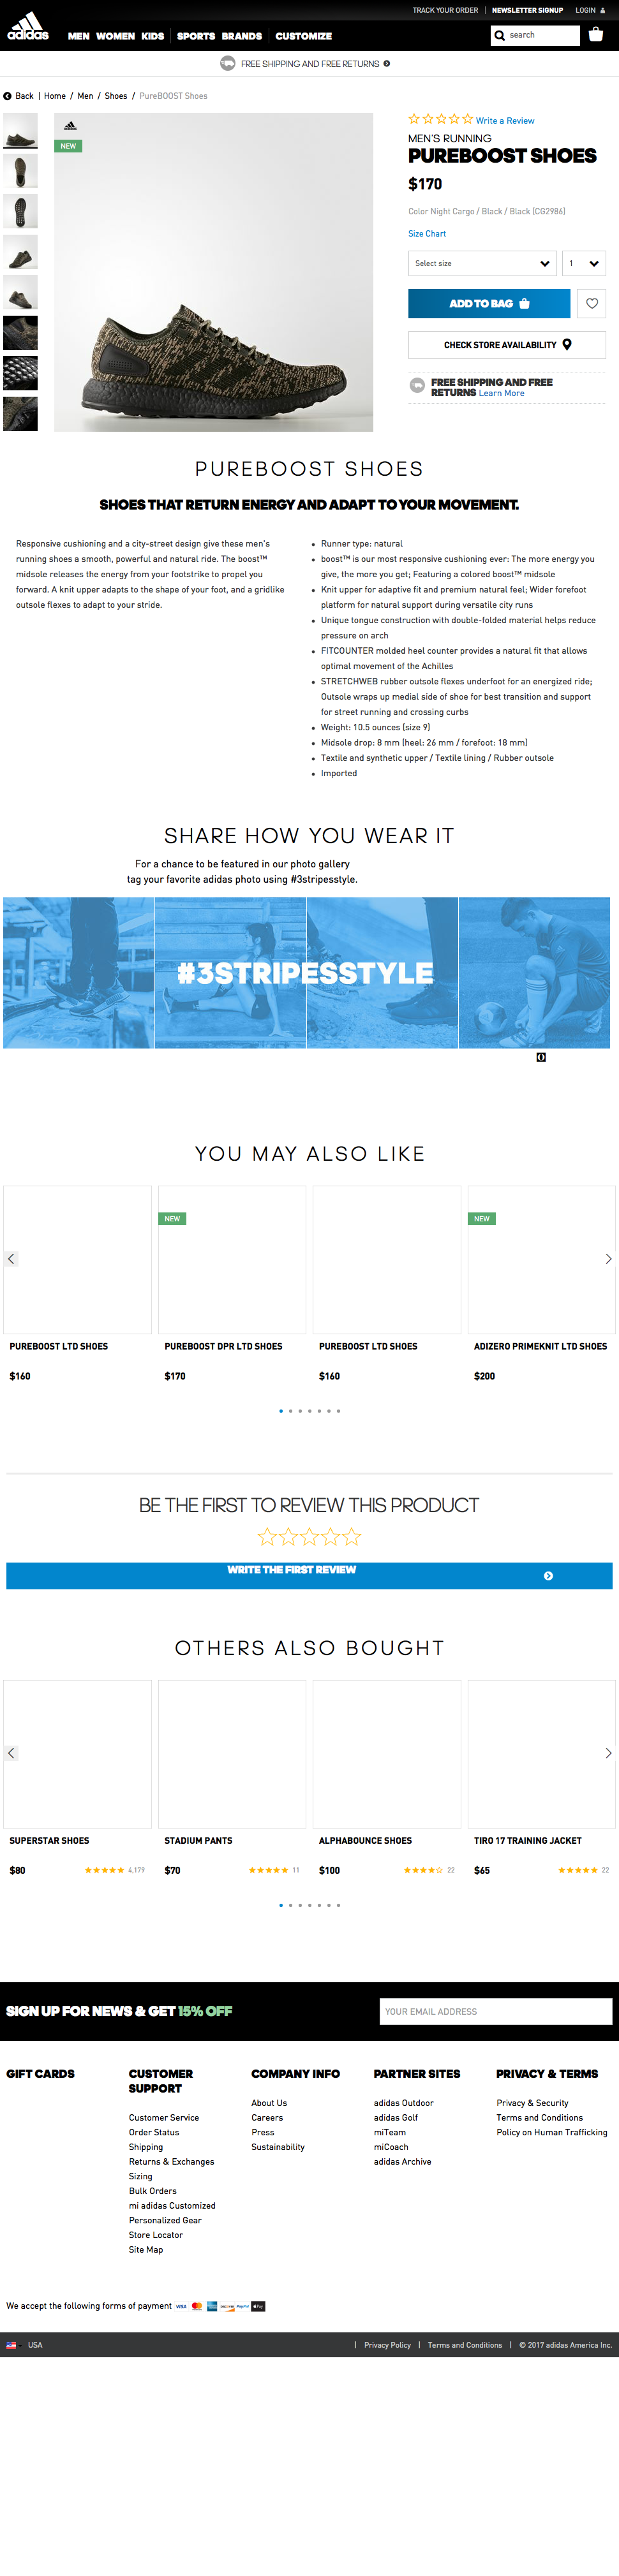 TRACK YOUR ORDER | NEWSLETTER SIGNUP LOGIN
adidas
MEN WOMEN KIDS | SPORTS BRANDS | CUSTOMIZE
search
FREE SHIPPING AND FREE RETURNS
Back | Home / Men / Shoes / PureBOOST Shoes
adidas
NEW
Write a Review
MEN'S RUNNING
PUREBOOST SHOES
$170
Color Night Cargo / Black / Black (CG2986)
Size Chart
Select size 1
ADD TO BAG
CHECK STORE AVAILABILITY
FREE SHIPPING AND FREE
RETURNS Learn More
PUREBOOST SHOES
SHOES THAT RETURN ENERGY AND ADAPT TO YOUR MOVEMENT.
Responsive cushioning and a city-street design give these men's
running shoes a smooth, powerful and natural ride. The boost™
midsole releases the energy from your footstrike to propel you
forward. A knit upper adapts to the shape of your foot, and a gridlike
outsole flexes to adapt to your stride.
• Runner type: natural
• boost™ is our most responsive cushioning ever: The more energy you
give, the more you get; Featuring a colored boost™ midsole
• Knit upper for adaptive fit and premium natural feel; Wider forefoot
platform for natural support during versatile city runs
• Unique tongue construction with double-folded material helps reduce
pressure on arch
• FITCOUNTER molded heel counter provides a natural fit that allows
optimal movement of the Achilles
• STRETCHWEB rubber outsole flexes underfoot for an energized ride;
Outsole wraps up medial side of shoe for best transition and support
for street running and crossing curbs
• Weight: 10.5 ounces (size 9)
• Midsole drop: 8 mm (heel: 26 mm / forefoot: 18 mm)
• Textile and synthetic upper / Textile lining / Rubber outsole
• Imported
SHARE HOW YOU WEAR IT
For a chance to be featured in our photo gallery
tag your favorite adidas photo using #3stripesstyle.
#3STRIPESSTYLE
YOU MAY ALSO LIKE
NEW NEW
PUREBOOST LTD SHOES PUREBOOST DPR LTD SHOES PUREBOOST LTD SHOES ADIZERO PRIMEKNIT LTD SHOES
$160 $170 $160 $200
BE THE FIRST TO REVIEW THIS PRODUCT
WRITE THE FIRST REVIEW
OTHERS ALSO BOUGHT
SUPERSTAR SHOES STADIUM PANTS ALPHABOUNCE SHOES TIRO 17 TRAINING JACKET
$80 4,179 $70 11 $100 22 $65 22
SIGN UP FOR NEWS & GET 15% OFF
YOUR EMAIL ADDRESS
GIFT CARDS
CUSTOMER
SUPPORT
Customer Service
Order Status
Shipping
Returns & Exchanges
Sizing
Bulk Orders
mi adidas Customized
Personalized Gear
Store Locator
Site Map
COMPANY INFO
About Us
Careers
Press
Sustainability
PARTNER SITES
adidas Outdoor
adidas Golf
miTeam
miCoach
adidas Archive
PRIVACY & TERMS
Privacy & Security
Terms and Conditions
Policy on Human Trafficking
We accept the following forms of payment VISA
USA | Privacy Policy | Terms and Conditions | © 2017 adidas America Inc.